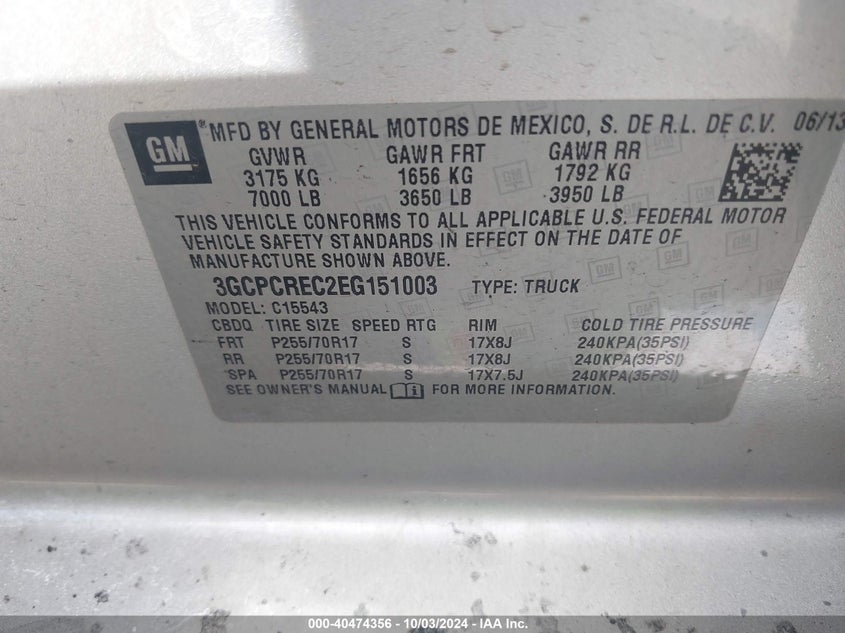 GM ® MFD BY GENERAL MOTORS DE MEXICO, S. DE R.L. DE C.V. 06/13
GVWR GAWR FRT GAWR RR
3175 KG 1656 KG 1792 KG
7000 LB 3650 LB 3950 LB
THIS VEHICLE CONFORMS TO ALL APPLICABLE U.S. FEDERAL MOTOR
VEHICLE SAFETY STANDARDS IN EFFECT ON THE DATE OF
MANUFACTURE SHOWN ABOVE.
3GCPCREC2EG151003 TYPE: TRUCK
MODEL: C15543
CBDQ TIRE SIZE SPEED RTG RIM COLD TIRE PRESSURE
FRT P255/70R17 S 17X8J 240KPA(35PSI)
RR P255/70R17 S 17X8J 240KPA(35PSI)
SPA P255/70R17 S 17X7.5J 240KPA(35PSI)
SEE OWNER'S MANUAL FOR MORE INFORMATION.
000-40474356 - 10/03/2024 - IAA Inc.